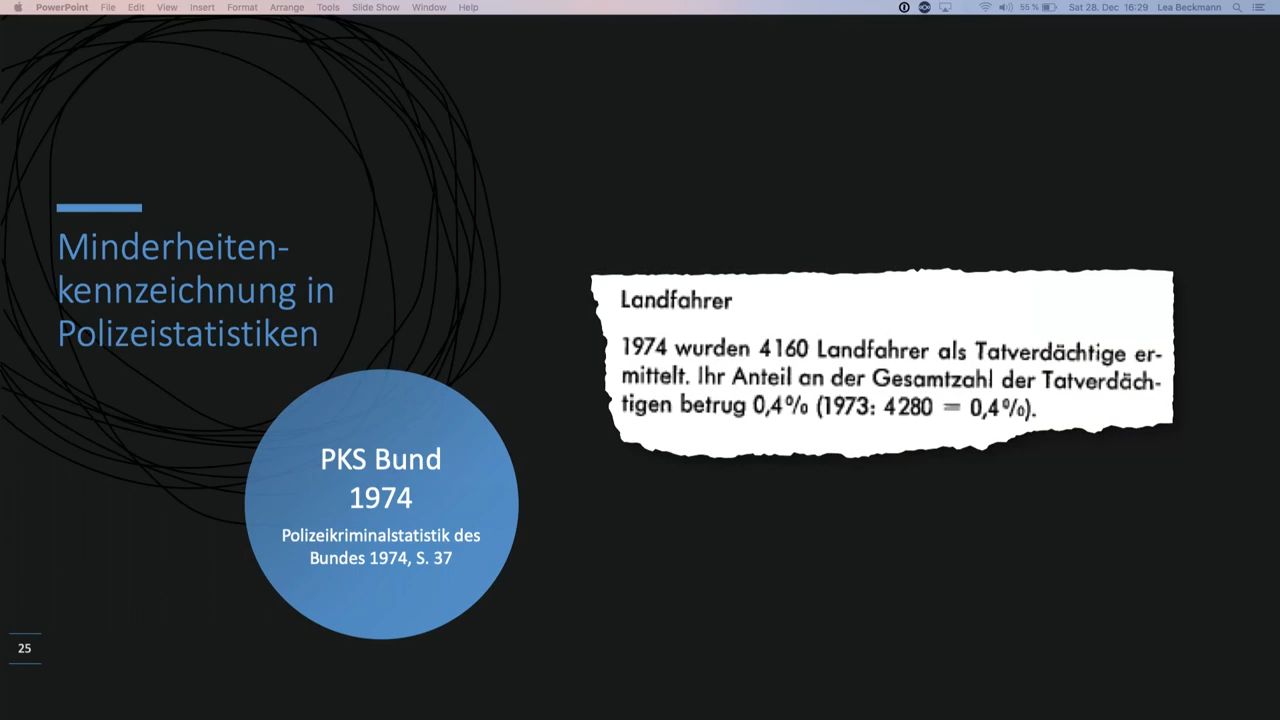 PowerPoint File Edit View Insert Format Arrange Tools Slide Show Window Help 55 % Sat 28. Dec 16:29 Lea Beckmann
Minderheiten-
kennzeichnung in
Polizeistatistiken
PKS Bund
1974
Polizeikriminalstatistik des
Bundes 1974, S. 37
Landfahrer
1974 wurden 4160 Landfahrer als Tatverdächtige er-
mittelt. Ihr Anteil an der Gesamtzahl der Tatverdäch-
tigen betrug 0,4% (1973: 4280 = 0,4%).
25